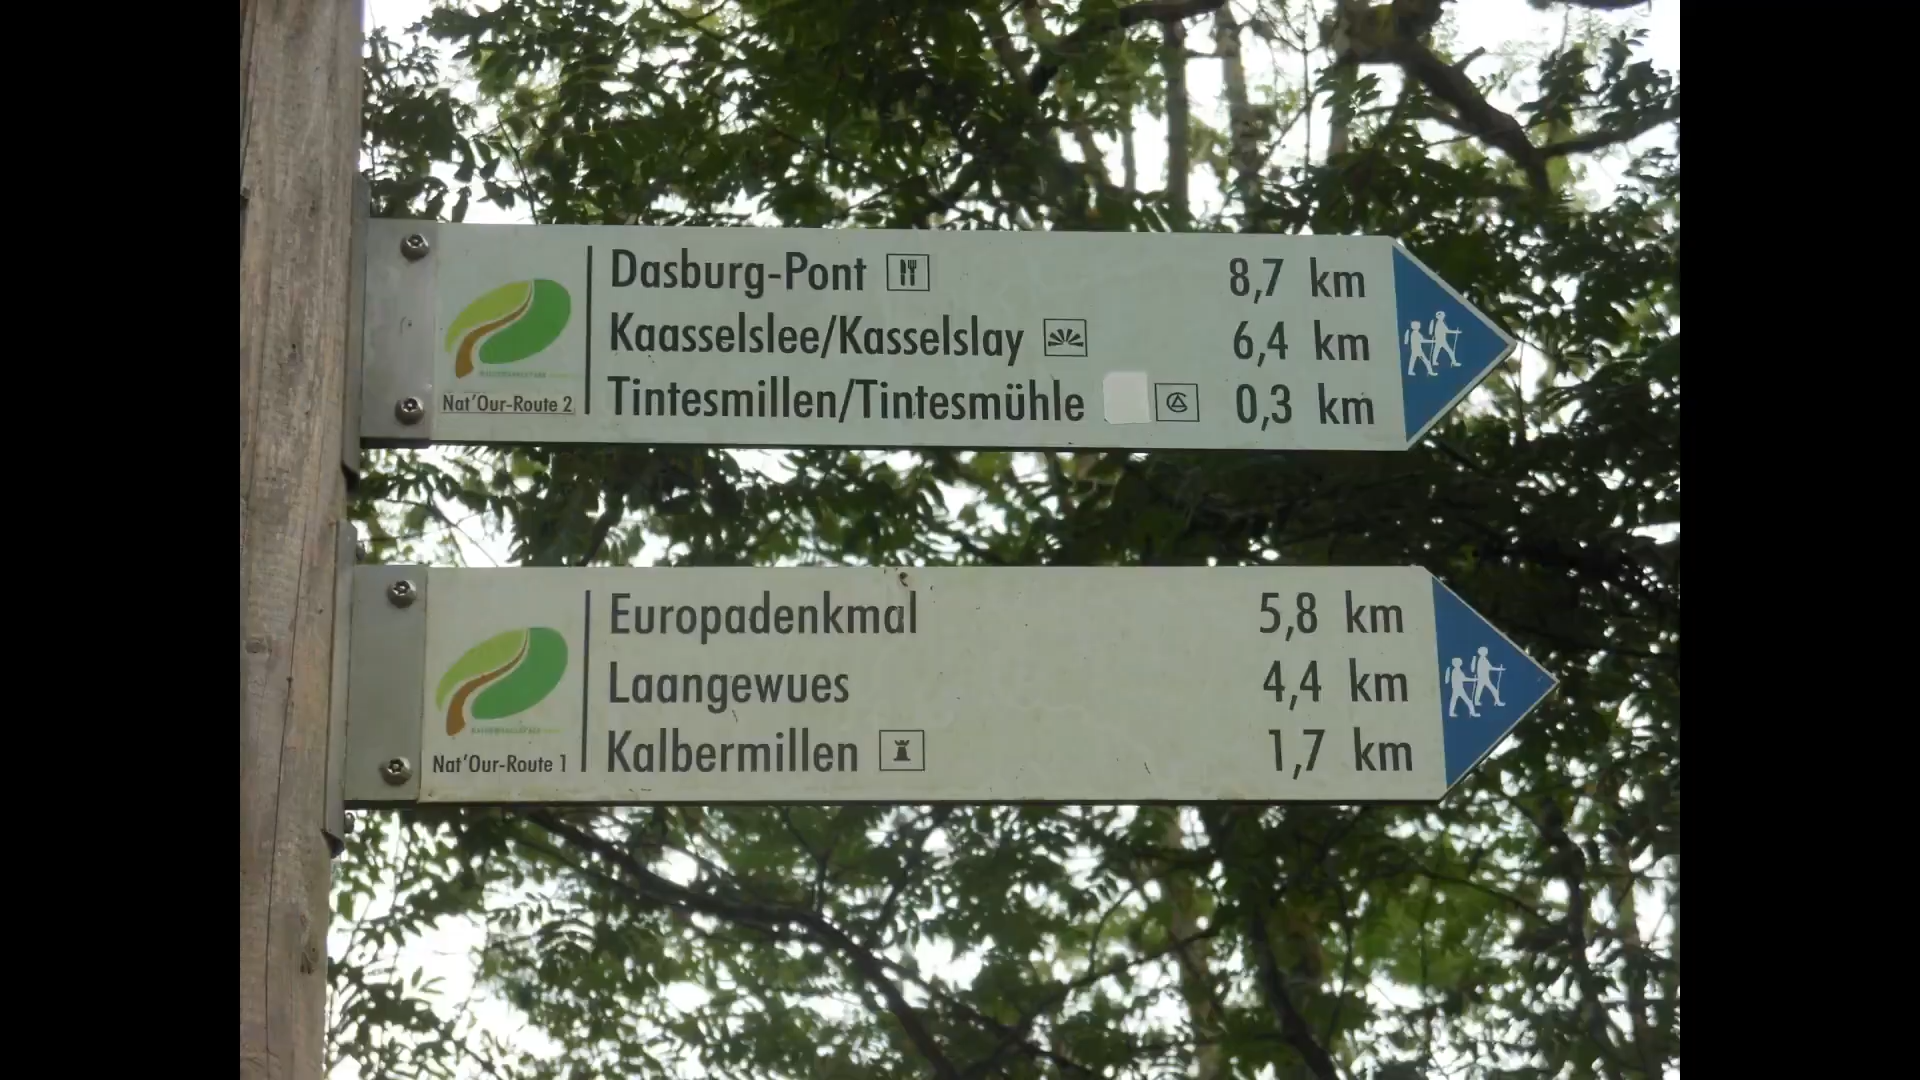 Dasburg-Pont 8,7 km
Kaasselslee/Kasselslay 6,4 km
Tintesmillen/Tintesmühle 0,3 km
Nat'Our-Route 2
Europadenkmal 5,8 km
Laangewues 4,4 km
Kalbermillen 1,7 km
Nat'Our-Route 1